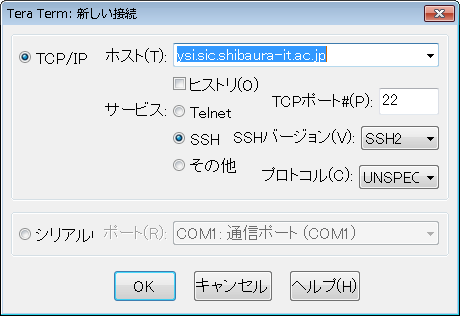 Tera Term: 新しい接続
TCP/IP ホスト(T): ysi.sic.shibaura-it.ac.jp
ヒストリ(O)
サービス: Telnet TCPポート#(P): 22
SSH SSHバージョン(V): SSH2
その他 プロトコル(C): UNSPEC
シリアル ポート(R): COM1: 通信ポート (COM1)
OK キャンセル ヘルプ(H)